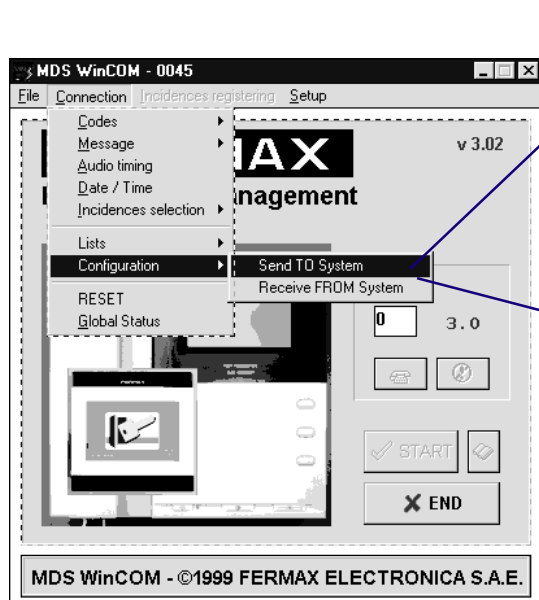 MDS WinCOM - 0045
File Connection Incidences registering Setup
Codes
Message
Audio timing
Date / Time
Incidences selection
Lists
Configuration
RESET
Global Status
Send TO System
Receive FROM System
AX
v 3.02
nagement
0
3.0
START
END
MDS WinCOM - ©1999 FERMAX ELECTRONICA S.A.E.